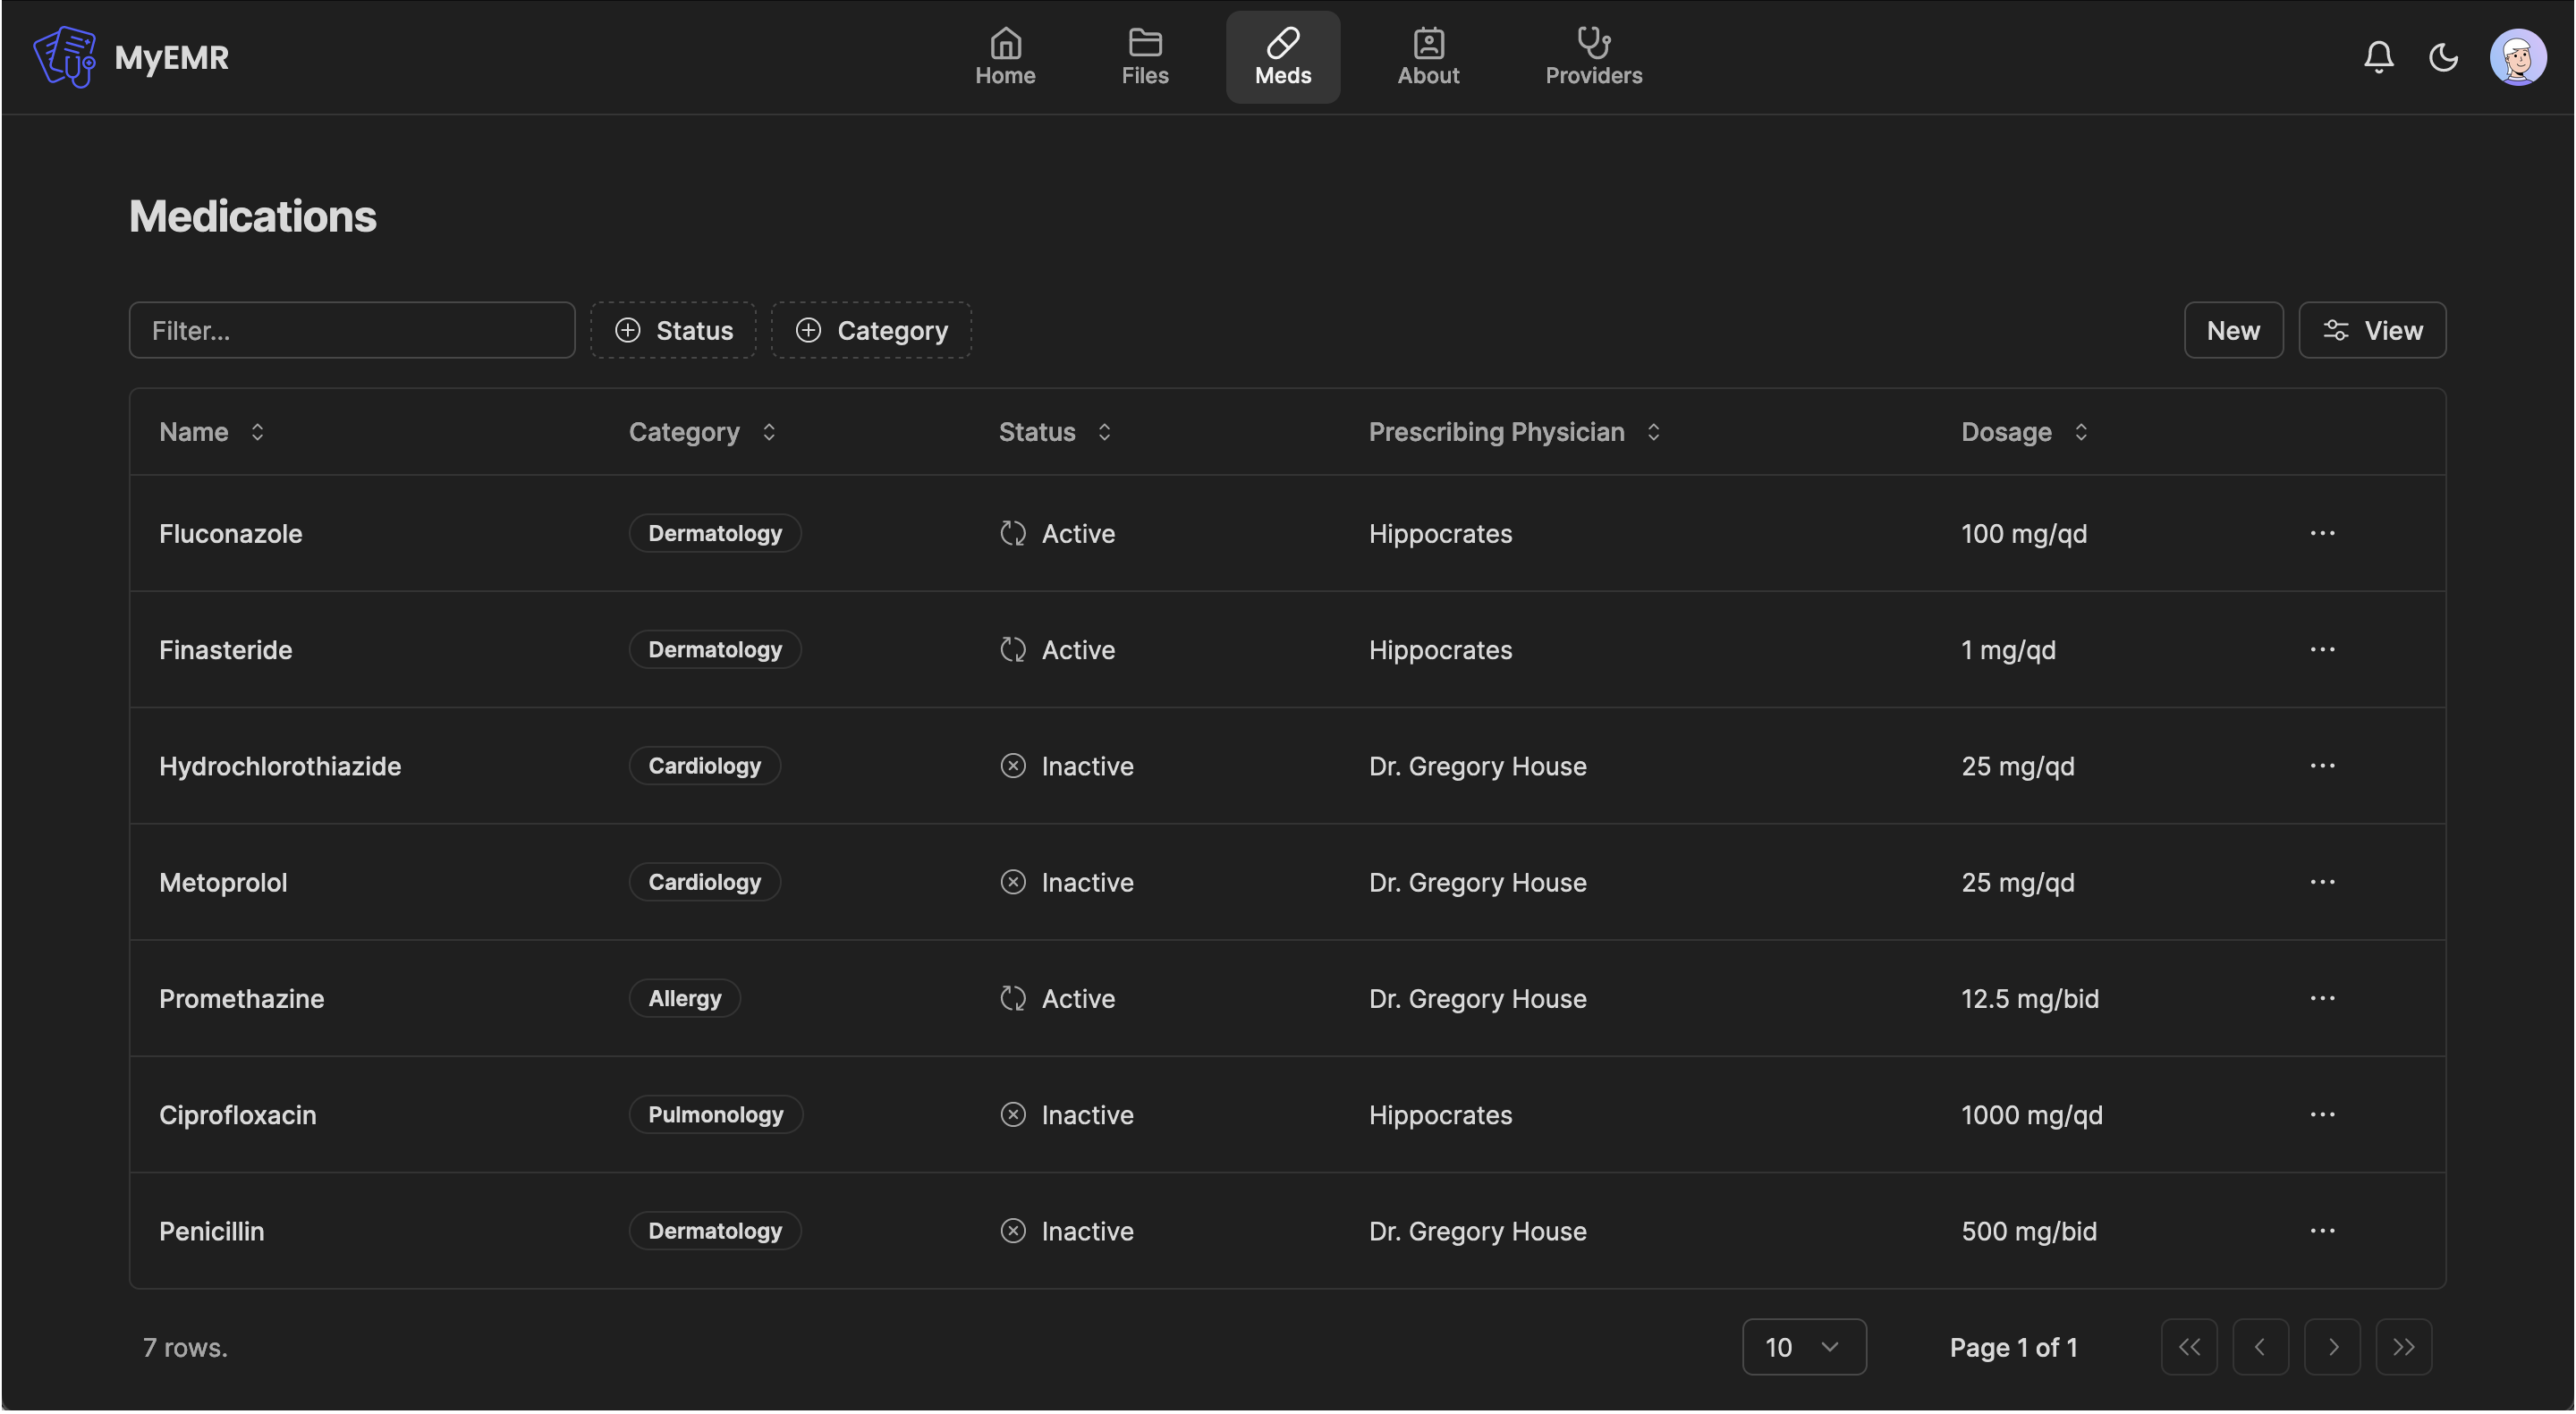 MyEMR
Home Files Meds About Providers
Medications
Filter... Status Category New View
Name Category Status Prescribing Physician Dosage
Fluconazole Dermatology Active Hippocrates 100 mg/qd
Finasteride Dermatology Active Hippocrates 1 mg/qd
Hydrochlorothiazide Cardiology Inactive Dr. Gregory House 25 mg/qd
Metoprolol Cardiology Inactive Dr. Gregory House 25 mg/qd
Promethazine Allergy Active Dr. Gregory House 12.5 mg/bid
Ciprofloxacin Pulmonology Inactive Hippocrates 1000 mg/qd
Penicillin Dermatology Inactive Dr. Gregory House 500 mg/bid
7 rows. 10 Page 1 of 1